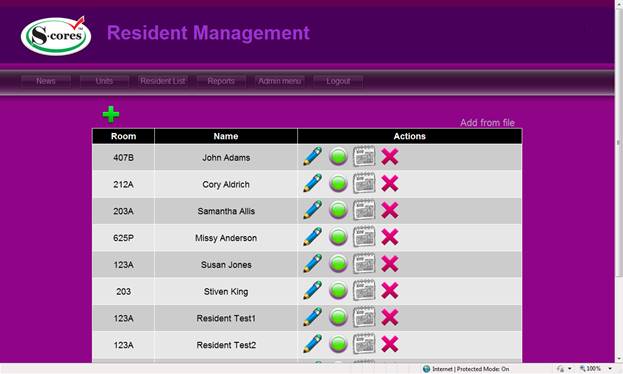 S-cores
Resident Management
News Units Resident List Reports Admin menu Logout
Add from file
Room Name Actions
407B John Adams
212A Cory Aldrich
203A Samantha Allis
625P Missy Anderson
123A Susan Jones
203 Stiven King
123A Resident Test1
123A Resident Test2
Internet | Protected Mode: On 100%